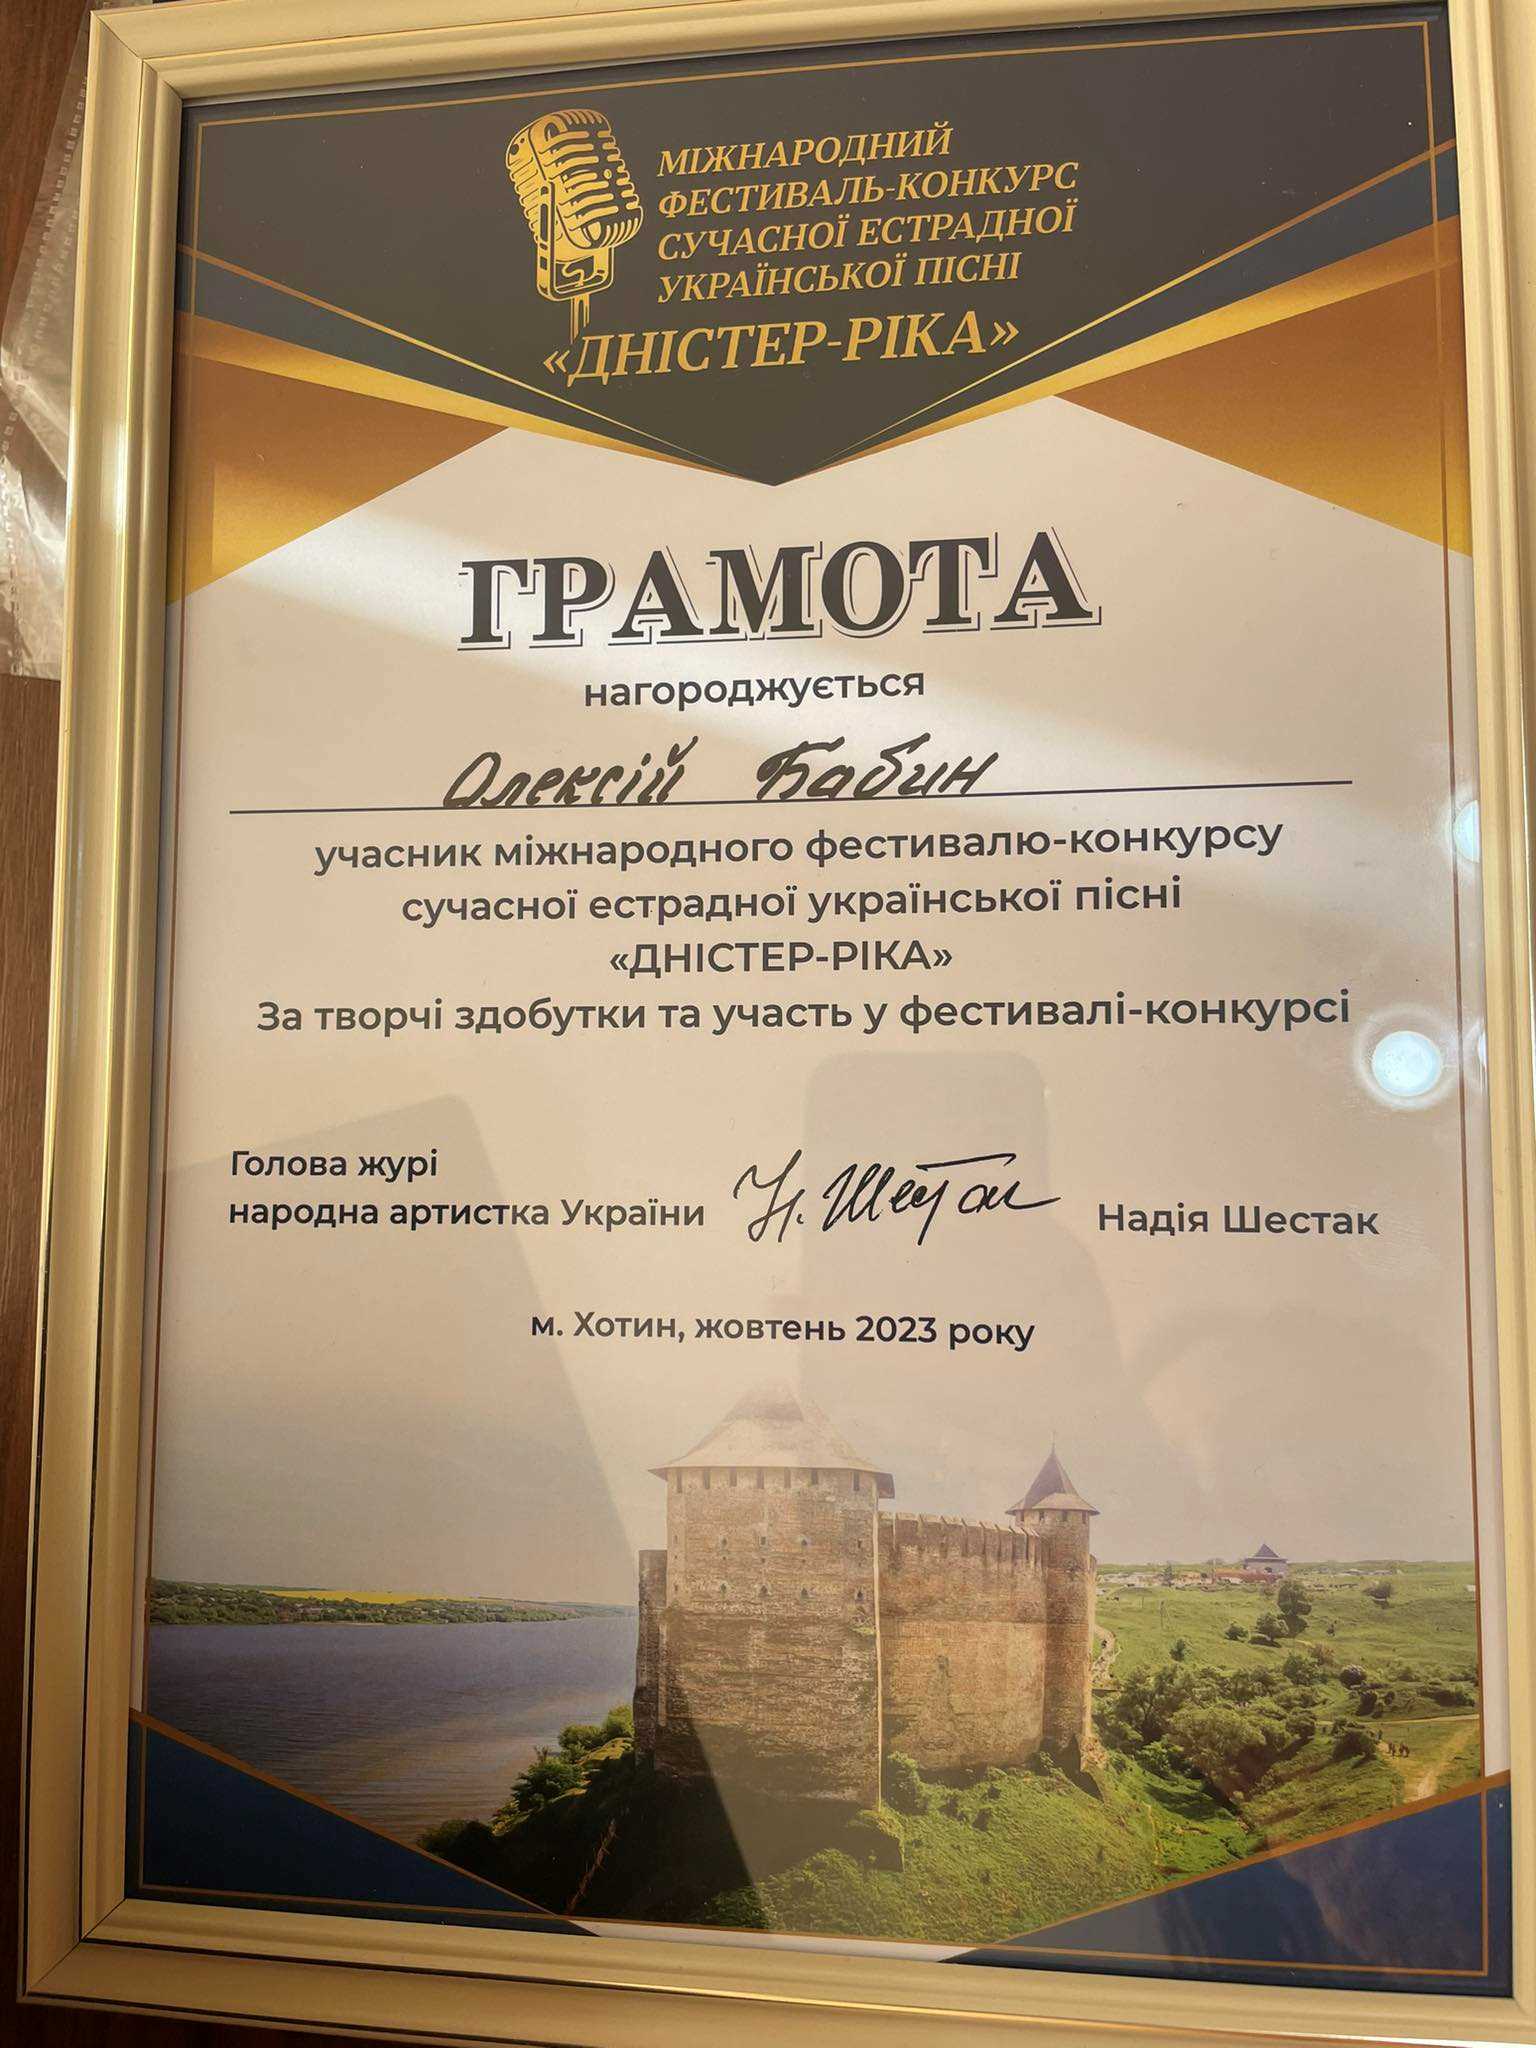 МІЖНАРОДНИЙ
ФЕСТИВАЛЬ-КОНКУРС
СУЧАСНОЇ ЕСТРАДНОЇ
УКРАЇНСЬКОЇ ПІСНІ
«ДНІСТЕР-РІКА»
ГРАМОТА
нагороджується
Олексій Бабин
учасник міжнародного фестивалю-конкурсу
сучасної естрадної української пісні
«ДНІСТЕР-РІКА»
За творчі здобутки та участь у фестивалі-конкурсі
Голова журі
народна артистка України Н. Шестак Надія Шестак
м. Хотин, жовтень 2023 року